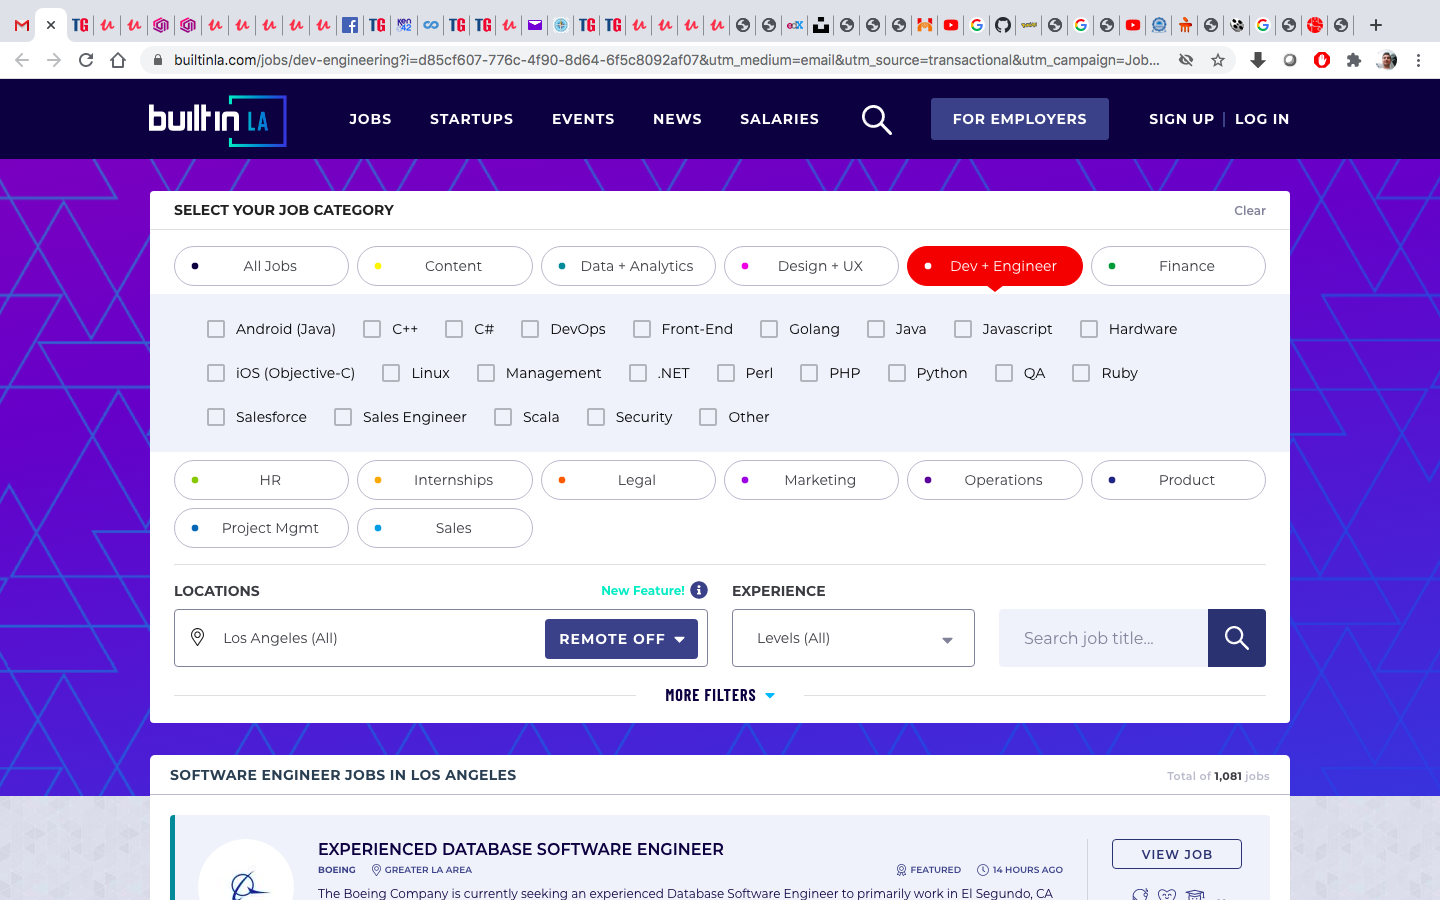 builtinla.com/jobs/dev-engineering?i=d85cf607-776c-4f90-8d64-6f5c8092af07&utm_medium=email&utm_source=transactional&utm_campaign=Job...
builtin LA
JOBS STARTUPS EVENTS NEWS SALARIES FOR EMPLOYERS SIGN UP LOG IN
SELECT YOUR JOB CATEGORY Clear
All Jobs Content Data + Analytics Design + UX Dev + Engineer Finance
Android (Java) C++ C# DevOps Front-End Golang Java Javascript Hardware
iOS (Objective-C) Linux Management .NET Perl PHP Python QA Ruby
Salesforce Sales Engineer Scala Security Other
HR Internships Legal Marketing Operations Product
Project Mgmt Sales
LOCATIONS New Feature! EXPERIENCE
Los Angeles (All) REMOTE OFF Levels (All) Search job title...
MORE FILTERS
SOFTWARE ENGINEER JOBS IN LOS ANGELES Total of 1,081 jobs
EXPERIENCED DATABASE SOFTWARE ENGINEER VIEW JOB
BOEING GREATER LA AREA FEATURED 14 HOURS AGO
The Boeing Company is currently seeking an experienced Database Software Engineer to primarily work in El Segundo, CA